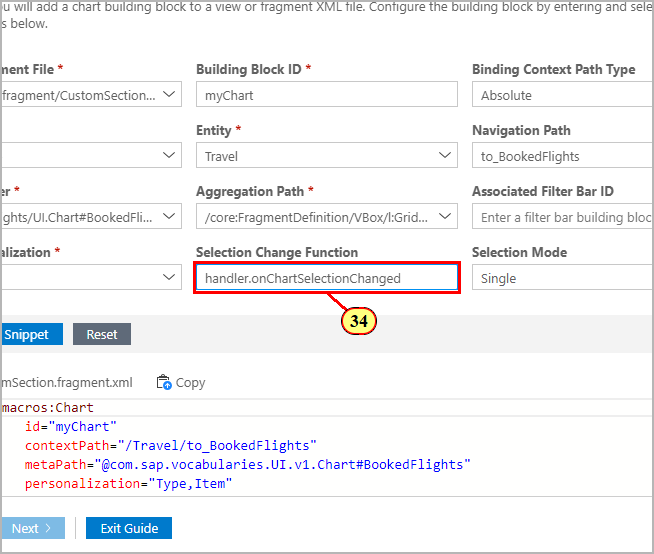 ou will add a chart building block to a view or fragment XML file. Configure the building block by entering and sele
s below.
ment File * Building Block ID * Binding Context Path Type
fragment/CustomSection... myChart Absolute
Entity * Navigation Path
Travel to_BookedFlights
er * Aggregation Path * Associated Filter Bar ID
ights/UI.Chart#BookedFli... /core:FragmentDefinition/VBox/l:Grid... Enter a filter bar building bloc
alization * Selection Change Function Selection Mode
handler.onChartSelectionChanged Single
34
Snippet Reset
mSection.fragment.xml Copy
macros:Chart
id="myChart"
contextPath="/Travel/to_BookedFlights"
metaPath="@com.sap.vocabularies.UI.v1.Chart#BookedFlights"
personalization="Type,Item"
Next Exit Guide